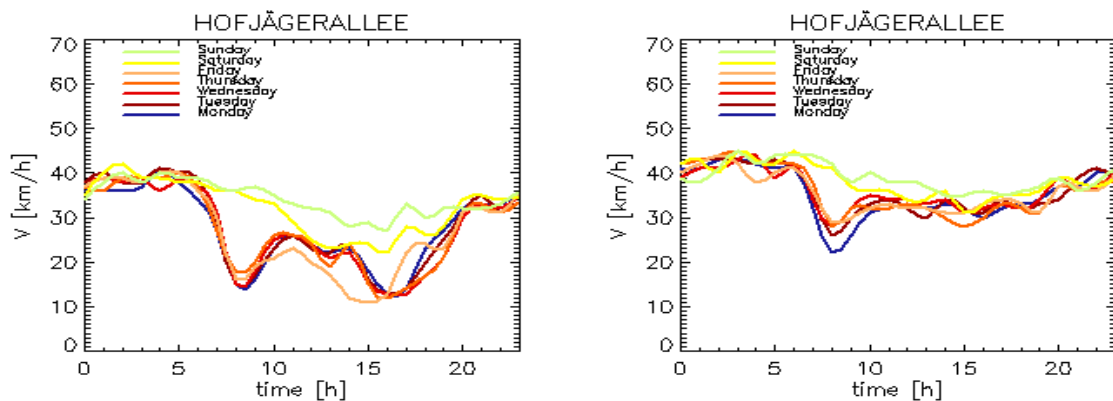 HOFJÄGERALLEE
70
60
50
40
30
20
10
0
V [km/h]
Sunday
Saturday
Friday
Thursday
Wednesday
Tuesday
Monday
0 5 10 15 20
time [h]
HOFJÄGERALLEE
70
60
50
40
30
20
10
0
V [km/h]
Sunday
Saturday
Friday
Thursday
Wednesday
Tuesday
Monday
0 5 10 15 20
time [h]